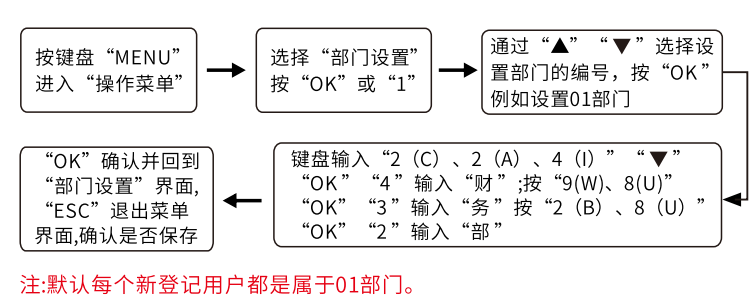 按键盘“MENU”
进入“操作菜单”
选择“部门设置”
按“OK”或“1”
通过“▲”“▼”选择设
置部门的编号，按“OK”
例如设置01部门
键盘输入“2（C）、2（A）、4（I）”“▼”
“OK”“4”输入“财”;按“9(W)、8(U)”
“OK”“3”输入“务”按“2（B）、8（U）”
“OK”“2”输入“部”
“OK”确认并回到
“部门设置”界面,
“ESC”退出菜单
界面,确认是否保存
注:默认每个新登记用户都是属于01部门。